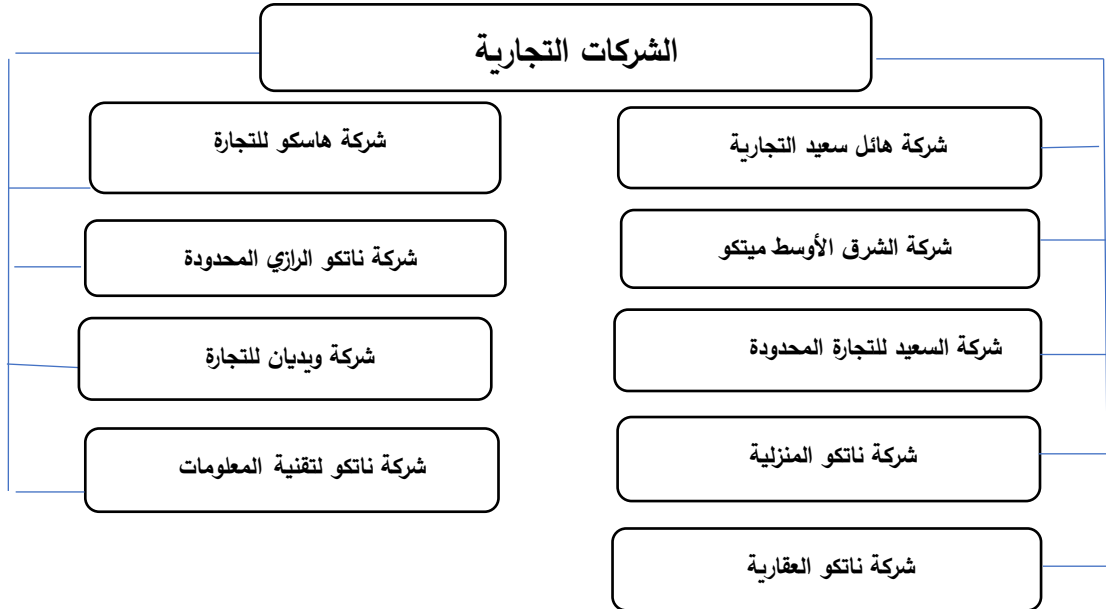 الشركات التجارية
شركة هائل سعيد التجارية
شركة هاسكو للتجارة
شركة الشرق الأوسط ميتكو
شركة ناتكو الرازي المحدودة
شركة السعيد للتجارة المحدودة
شركة ويديان للتجارة
شركة ناتكو المنزلية
شركة ناتكو لتقنية المعلومات
شركة ناتكو العقارية